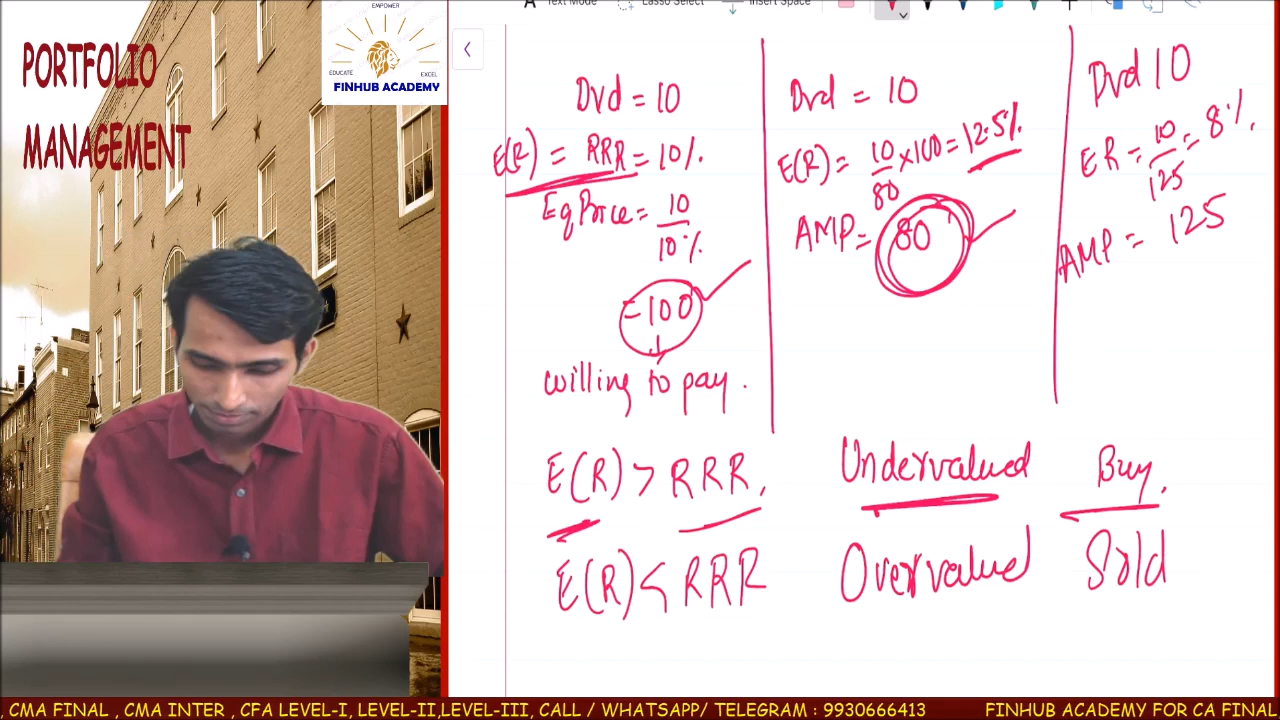 Text Mode
Lasso Select
Insert Space
PORTFOLIO
MANAGEMENT
EMPOWER
EDUCATE
EXCEL
FINHUB ACADEMY
Dvd = 10
E(R) = RRR = 10%
Eq Price = 10
10%
= 100
willing to pay.
Dvd = 10
E(R) = 10/80 x 100 = 12.5%
AMP = 80
Dvd 10
ER = 10/125 = 8%
AMP = 125
E(R) > RRR, Undervalued Buy.
E(R) < RRR Overvalued Sold
CMA FINAL , CMA INTER , CFA LEVEL-I, LEVEL-II,LEVEL-III, CALL / WHATSAPP/ TELEGRAM : 9930666413 FINHUB ACADEMY FOR CA FINAL